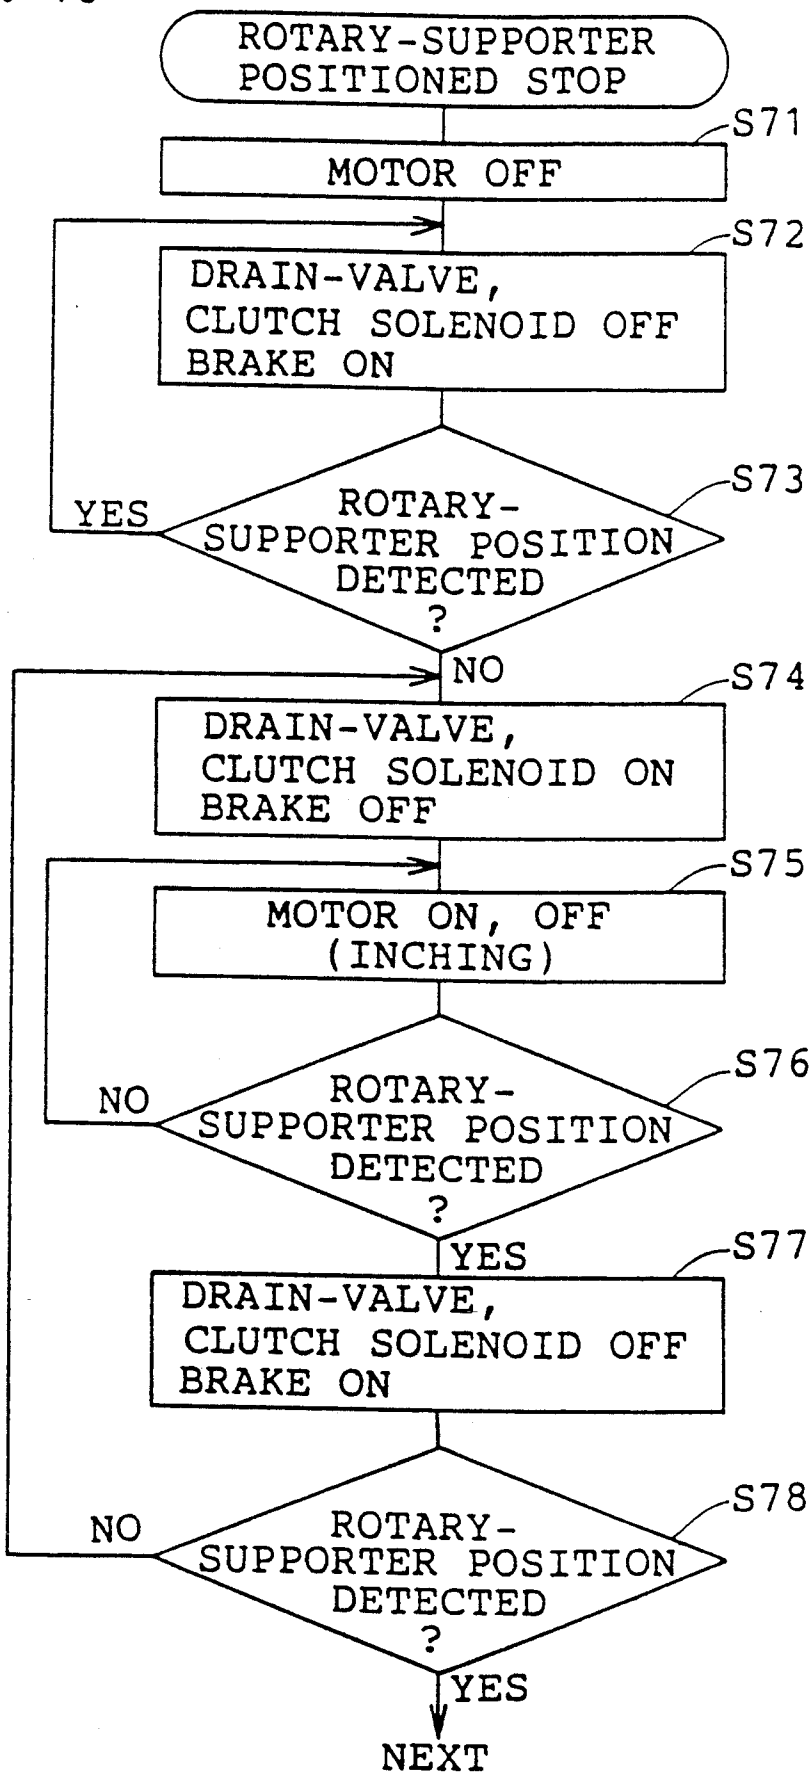 ROTARY-SUPPORTER
POSITIONED STOP
S71
MOTOR OFF
S72
DRAIN-VALVE,
CLUTCH SOLENOID OFF
BRAKE ON
S73
YES
ROTARY-
SUPPORTER POSITION
DETECTED
?
NO
S74
DRAIN-VALVE,
CLUTCH SOLENOID ON
BRAKE OFF
S75
MOTOR ON, OFF
(INCHING)
S76
NO
ROTARY-
SUPPORTER POSITION
DETECTED
?
YES
S77
DRAIN-VALVE,
CLUTCH SOLENOID OFF
BRAKE ON
S78
NO
ROTARY-
SUPPORTER POSITION
DETECTED
?
YES
NEXT